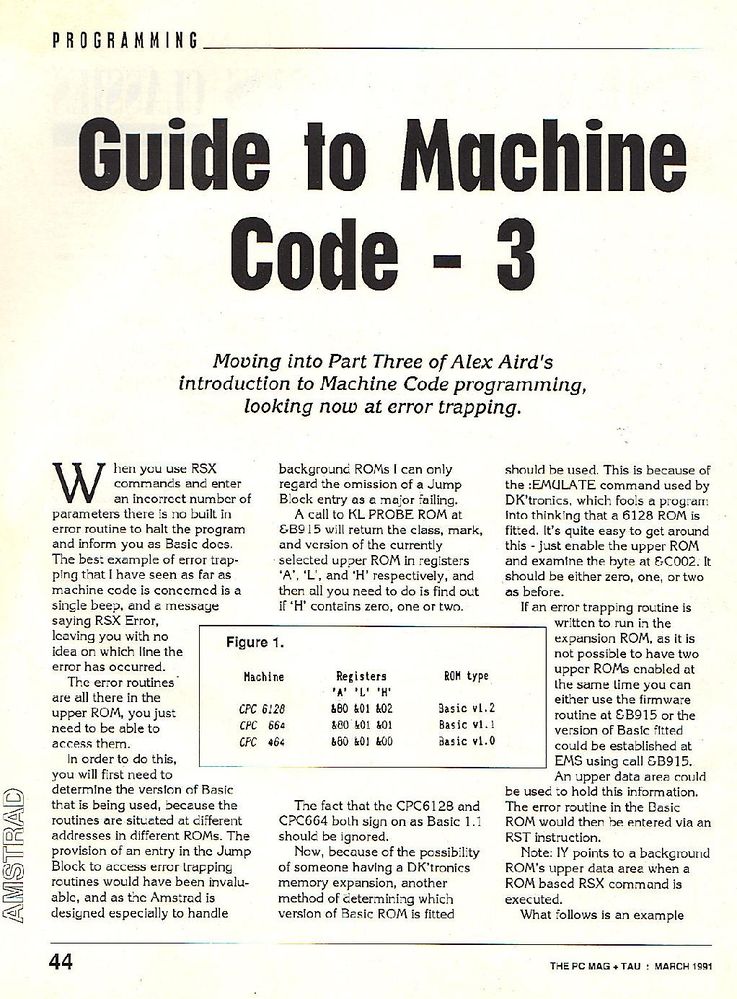 PROGRAMMING
Guide to Machine
Code - 3
Moving into Part Three of Alex Aird's
introduction to Machine Code programming,
looking now at error trapping.
When you use RSX
commands and enter
an incorrect number of
parameters there is no built in
error routine to halt the program
and inform you as Basic does.
The best example of error trap-
ping that I have seen as far as
machine code is concerned is a
single beep, and a message
saying RSX Error,
leaving you with no
idea on which line the
error has occurred.
The error routines
are all there in the
upper ROM, you just
need to be able to
access them.
In order to do this,
you will first need to
determine the version of Basic
that is being used, because the
routines are situated at different
addresses in different ROMs. The
provision of an entry in the Jump
Block to access error trapping
routines would have been invalu-
able, and as the Amstrad is
designed especially to handle
background ROMs I can only
regard the omission of a Jump
Block entry as a major failing.
A call to KL PROBE ROM at
&B915 will return the class, mark,
and version of the currently
selected upper ROM in registers
'A', 'L', and 'H' respectively, and
then all you need to do is find out
if 'H' contains zero, one or two.
Figure 1.
Machine Registers ROM type
'A' 'L' 'H'
CPC 6128 &80 &01 &02 Basic v1.2
CPC 664 &80 &01 &01 Basic v1.1
CPC 464 &80 &01 &00 Basic v1.0
The fact that the CPC6128 and
CPC664 both sign on as Basic 1.1
should be ignored.
Now, because of the possibility
of someone having a DK'tronics
memory expansion, another
method of determining which
version of Basic ROM is fitted
should be used. This is because of
the :EMULATE command used by
DK'tronics, which fools a program
into thinking that a 6128 ROM is
fitted. It's quite easy to get around
this - just enable the upper ROM
and examine the byte at &C002. It
should be either zero, one, or two
as before.
If an error trapping routine is
written to run in the
expansion ROM, as it is
not possible to have two
upper ROMs enabled at
the same time you can
either use the firmware
routine at &B915 or the
version of Basic fitted
could be established at
EMS using call &B915.
An upper data area could
be used to hold this information.
The error routine in the Basic
ROM would then be entered via an
RST instruction.
Note: IY points to a background
ROM's upper data area when a
ROM based RSX command is
executed.
What follows is an example
AMSTRAD
44
THE PC MAG + TAU : MARCH 1991